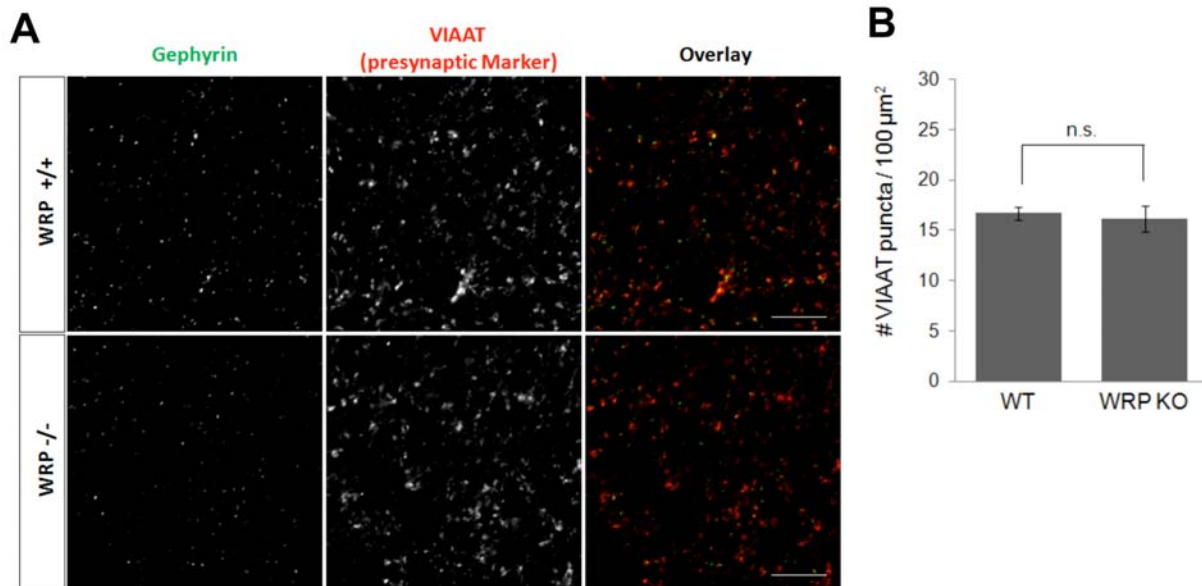 A
Gephyrin
VIAAT
(presynaptic Marker)
Overlay
WRP +/+
WRP -/-
B
# VIAAT puncta / 100 µm²
30
25
20
15
10
5
0
n.s.
WT
WRP KO